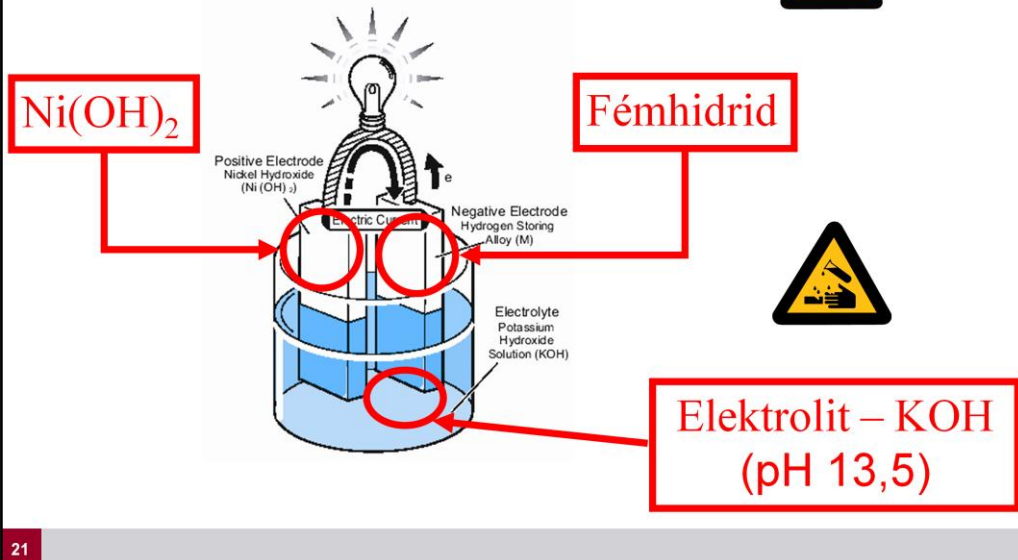 Ni(OH)₂
Fémhidrid
Positive Electrode
Nickel Hydroxide
(Ni (OH) ₂)
e
Electric Current
Negative Electrode
Hydrogen Storing
Alloy (M)
Electrolyte
Potassium
Hydroxide
Solution (KOH)
Elektrolit – KOH
(pH 13,5)
21